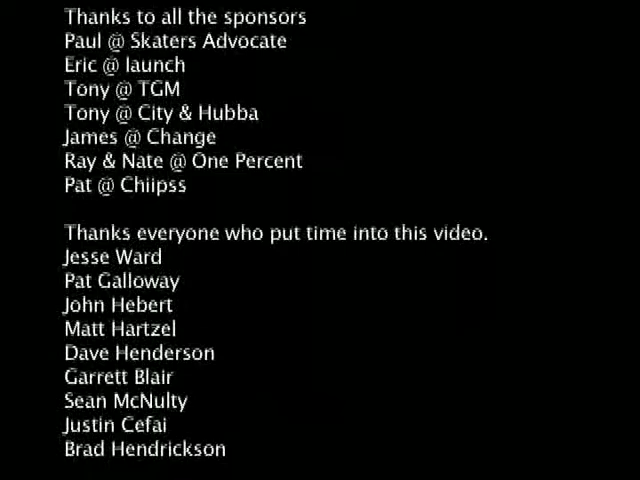 Thanks to all the sponsors
Paul @ Skaters Advocate
Eric @ launch
Tony @ TGM
Tony @ City & Hubba
James @ Change
Ray & Nate @ One Percent
Pat @ Chiipss
Thanks everyone who put time into this video.
Jesse Ward
Pat Galloway
John Hebert
Matt Hartzel
Dave Henderson
Garrett Blair
Sean McNulty
Justin Cefai
Brad Hendrickson